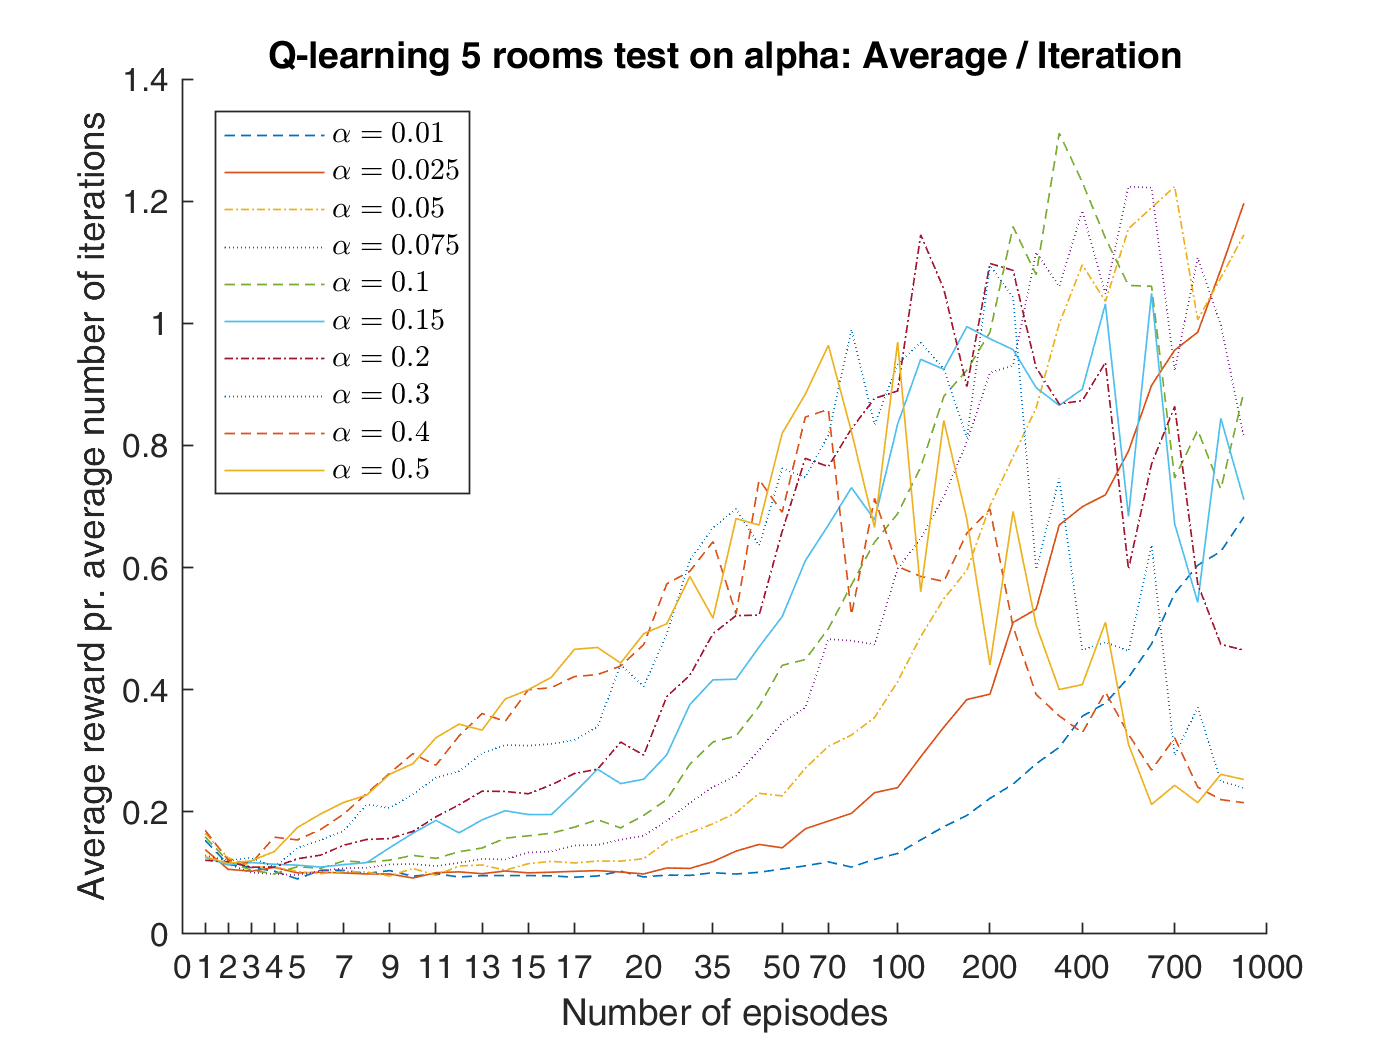 Q-learning 5 rooms test on alpha: Average / Iteration
Average reward pr. average number of iterations
1.4
1.2
1
0.8
0.6
0.4
0.2
0
α = 0.01
α = 0.025
α = 0.05
α = 0.075
α = 0.1
α = 0.15
α = 0.2
α = 0.3
α = 0.4
α = 0.5
0 1 2 3 4 5 7 9 11 13 15 17 20 35 50 70 100 200 400 700 1000
Number of episodes